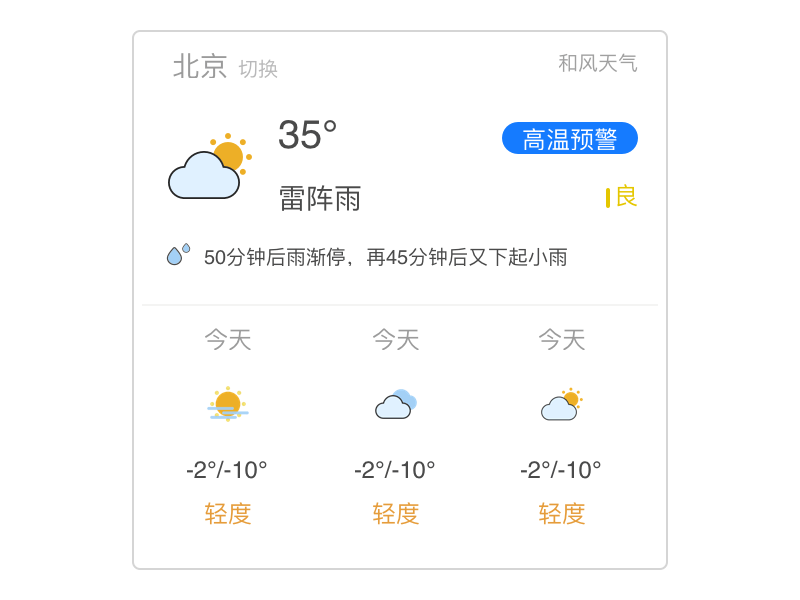 北京 切换 和风天气
35° 高温预警
雷阵雨 良
50分钟后雨渐停，再45分钟后又下起小雨
今天 今天 今天
-2°/-10° -2°/-10° -2°/-10°
轻度 轻度 轻度